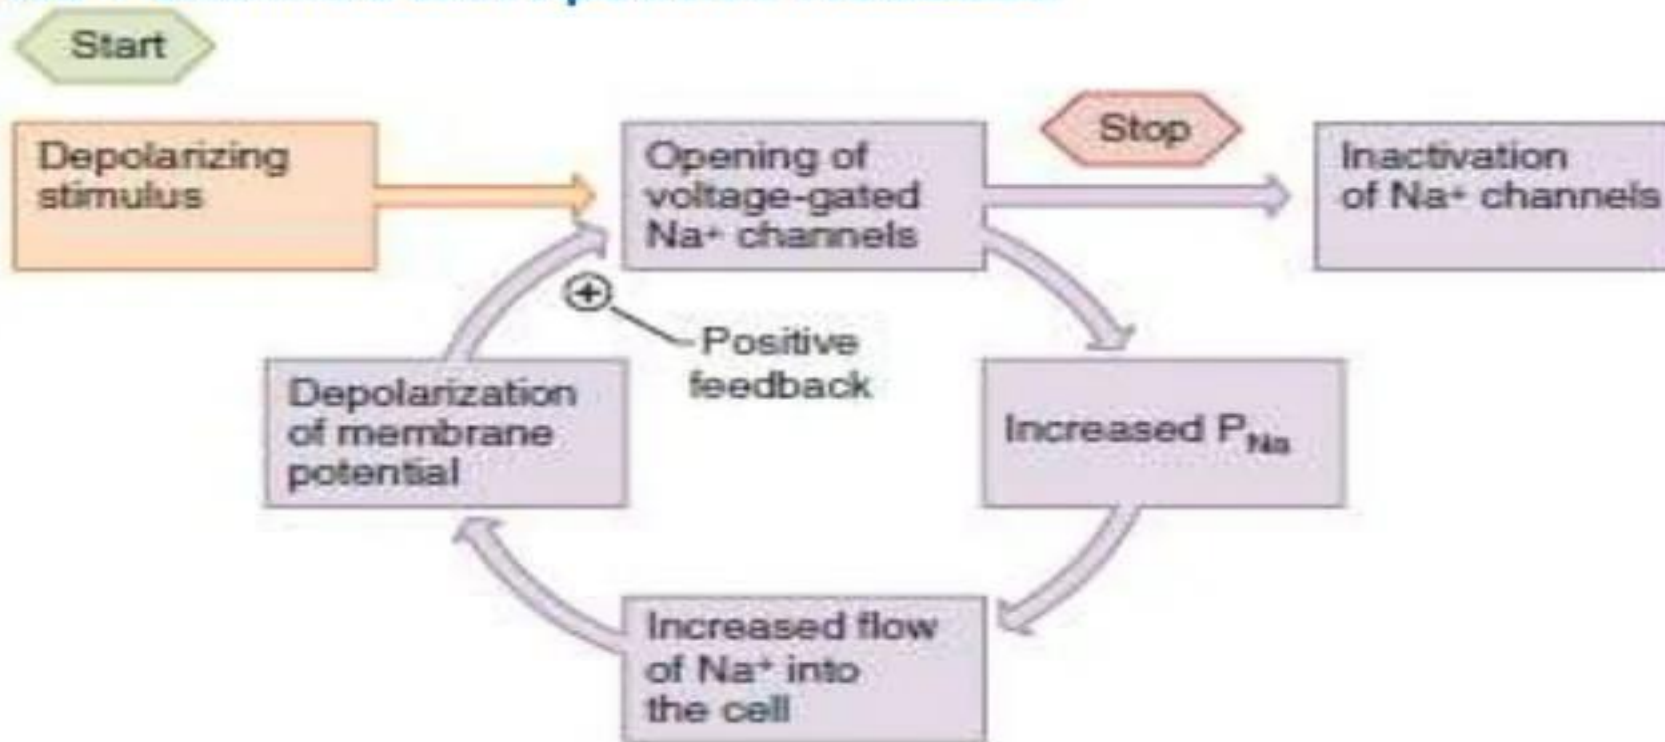 Start
Depolarizing
stimulus
Opening of
voltage-gated
Na⁺ channels
Stop
Inactivation
of Na⁺ channels
Positive
feedback
Depolarization
of membrane
potential
Increased P_Na
Increased flow
of Na⁺ into
the cell